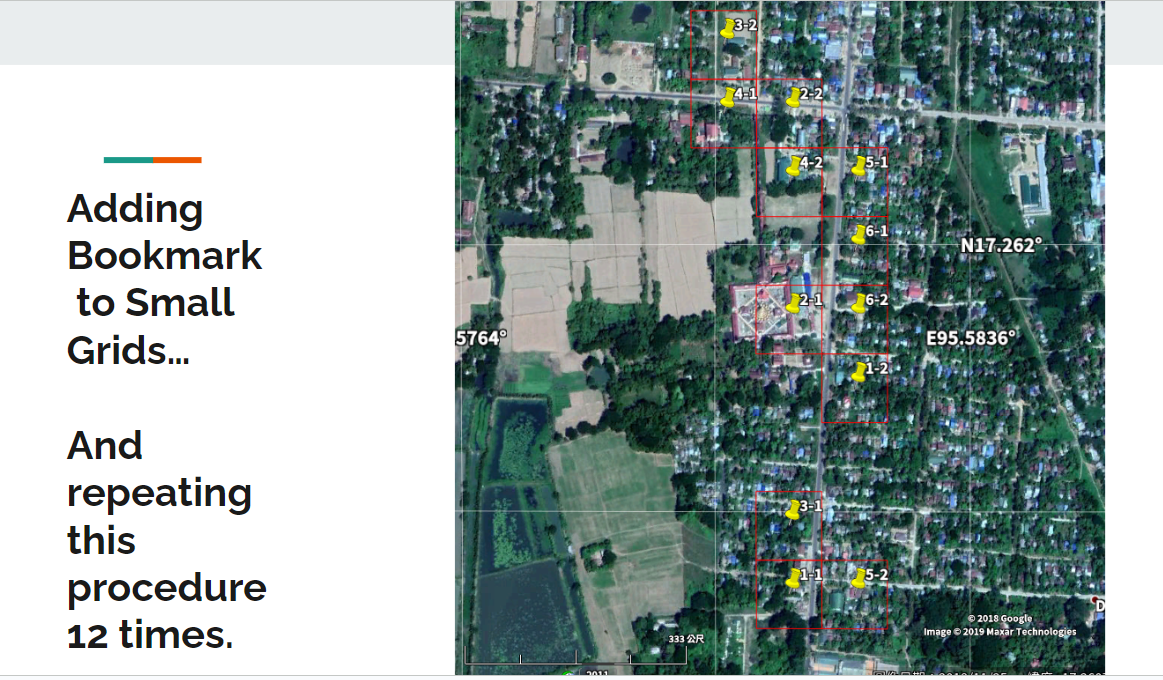 Adding
Bookmark
to Small
Grids...
And
repeating
this
procedure
12 times.
3-2
4-1
2-2
4-2
5-1
6-1
N17.262°
2-1
6-2
5764°
E95.5836°
1-2
3-1
1-1
5-2
D
© 2018 Google
Image © 2019 Maxar Technologies
333 公尺
2011